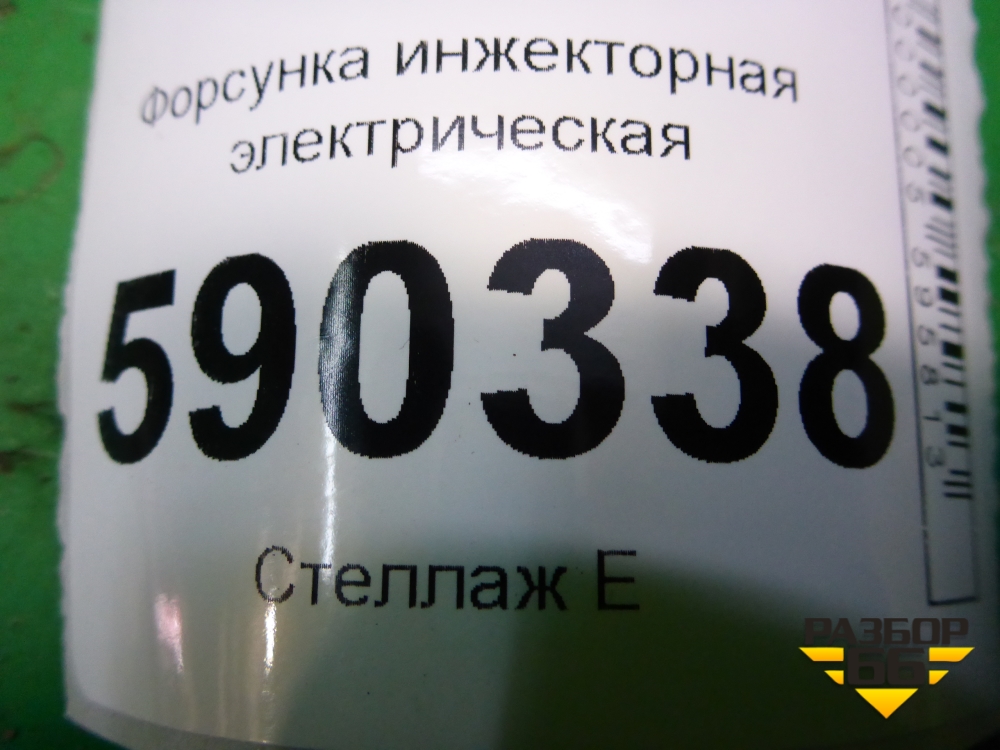 Форсунка инжекторная
электрическая
590338
Стеллаж Е
РАЗБОР
66